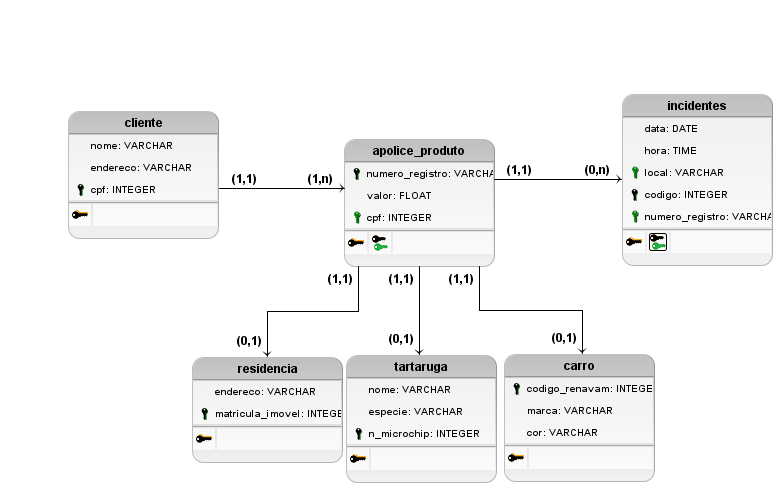 cliente
nome: VARCHAR
endereco: VARCHAR
cpf: INTEGER
(1,1)
(1,n)
apolice_produto
numero_registro: VARCHA
valor: FLOAT
cpf: INTEGER
(1,1)
(0,n)
incidentes
data: DATE
hora: TIME
local: VARCHAR
codigo: INTEGER
numero_registro: VARCHA
(1,1)
(1,1)
(1,1)
(0,1)
(0,1)
(0,1)
residencia
endereco: VARCHAR
matricula_imovel: INTEGE
tartaruga
nome: VARCHAR
especie: VARCHAR
n_microchip: INTEGER
carro
codigo_renavam: INTEGE
marca: VARCHAR
cor: VARCHAR